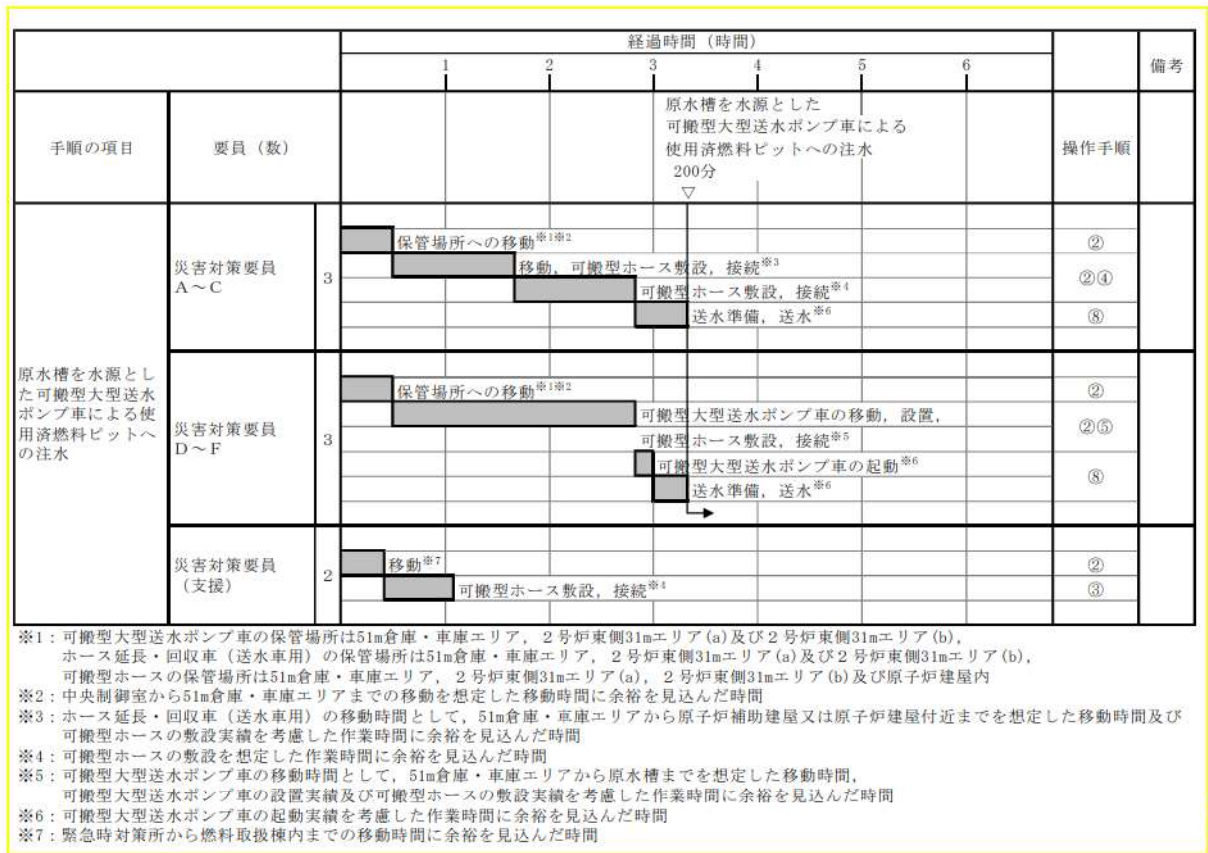 経過時間（時間）
1 2 3 4 5 6
備考
手順の項目
要員（数）
原水槽を水源とした
可搬型大型送水ポンプ車による
使用済燃料ピットへの注水
200分
▽
操作手順
原水槽を水源とし
た可搬型大型送水
ポンプ車による使
用済燃料ピットへ
の注水
災害対策要員
A～C
3
保管場所への移動※1※2
②
移動，可搬型ホース敷設，接続※3
②④
可搬型ホース敷設，接続※4
送水準備，送水※6
⑧
災害対策要員
D～F
3
保管場所への移動※1※2
②
可搬型大型送水ポンプ車の移動，設置，
可搬型ホース敷設，接続※5
②⑤
可搬型大型送水ポンプ車の起動※6
⑧
送水準備，送水※6
災害対策要員
（支援）
2
移動※7
②
可搬型ホース敷設，接続※4
③
※1：可搬型大型送水ポンプ車の保管場所は51m倉庫・車庫エリア，２号炉東側31mエリア(a)及び２号炉東側31mエリア(b)，
ホース延長・回収車（送水車用）の保管場所は51m倉庫・車庫エリア，２号炉東側31mエリア(a)及び２号炉東側31mエリア(b)，
可搬型ホースの保管場所は51m倉庫・車庫エリア，２号炉東側31mエリア(a)，２号炉東側31mエリア(b)及び原子炉建屋内
※2：中央制御室から51m倉庫・車庫エリアまでの移動を想定した移動時間に余裕を見込んだ時間
※3：ホース延長・回収車（送水車用）の移動時間として，51m倉庫・車庫エリアから原子炉補助建屋又は原子炉建屋付近までを想定した移動時間及び
可搬型ホースの敷設実績を考慮した作業時間に余裕を見込んだ時間
※4：可搬型ホースの敷設を想定した作業時間に余裕を見込んだ時間
※5：可搬型大型送水ポンプ車の移動時間として，51m倉庫・車庫エリアから原水槽までを想定した移動時間，
可搬型大型送水ポンプ車の設置実績及び可搬型ホースの敷設実績を考慮した作業時間に余裕を見込んだ時間
※6：可搬型大型送水ポンプ車の起動実績を考慮した作業時間に余裕を見込んだ時間
※7：緊急時対策所から燃料取扱棟内までの移動時間に余裕を見込んだ時間